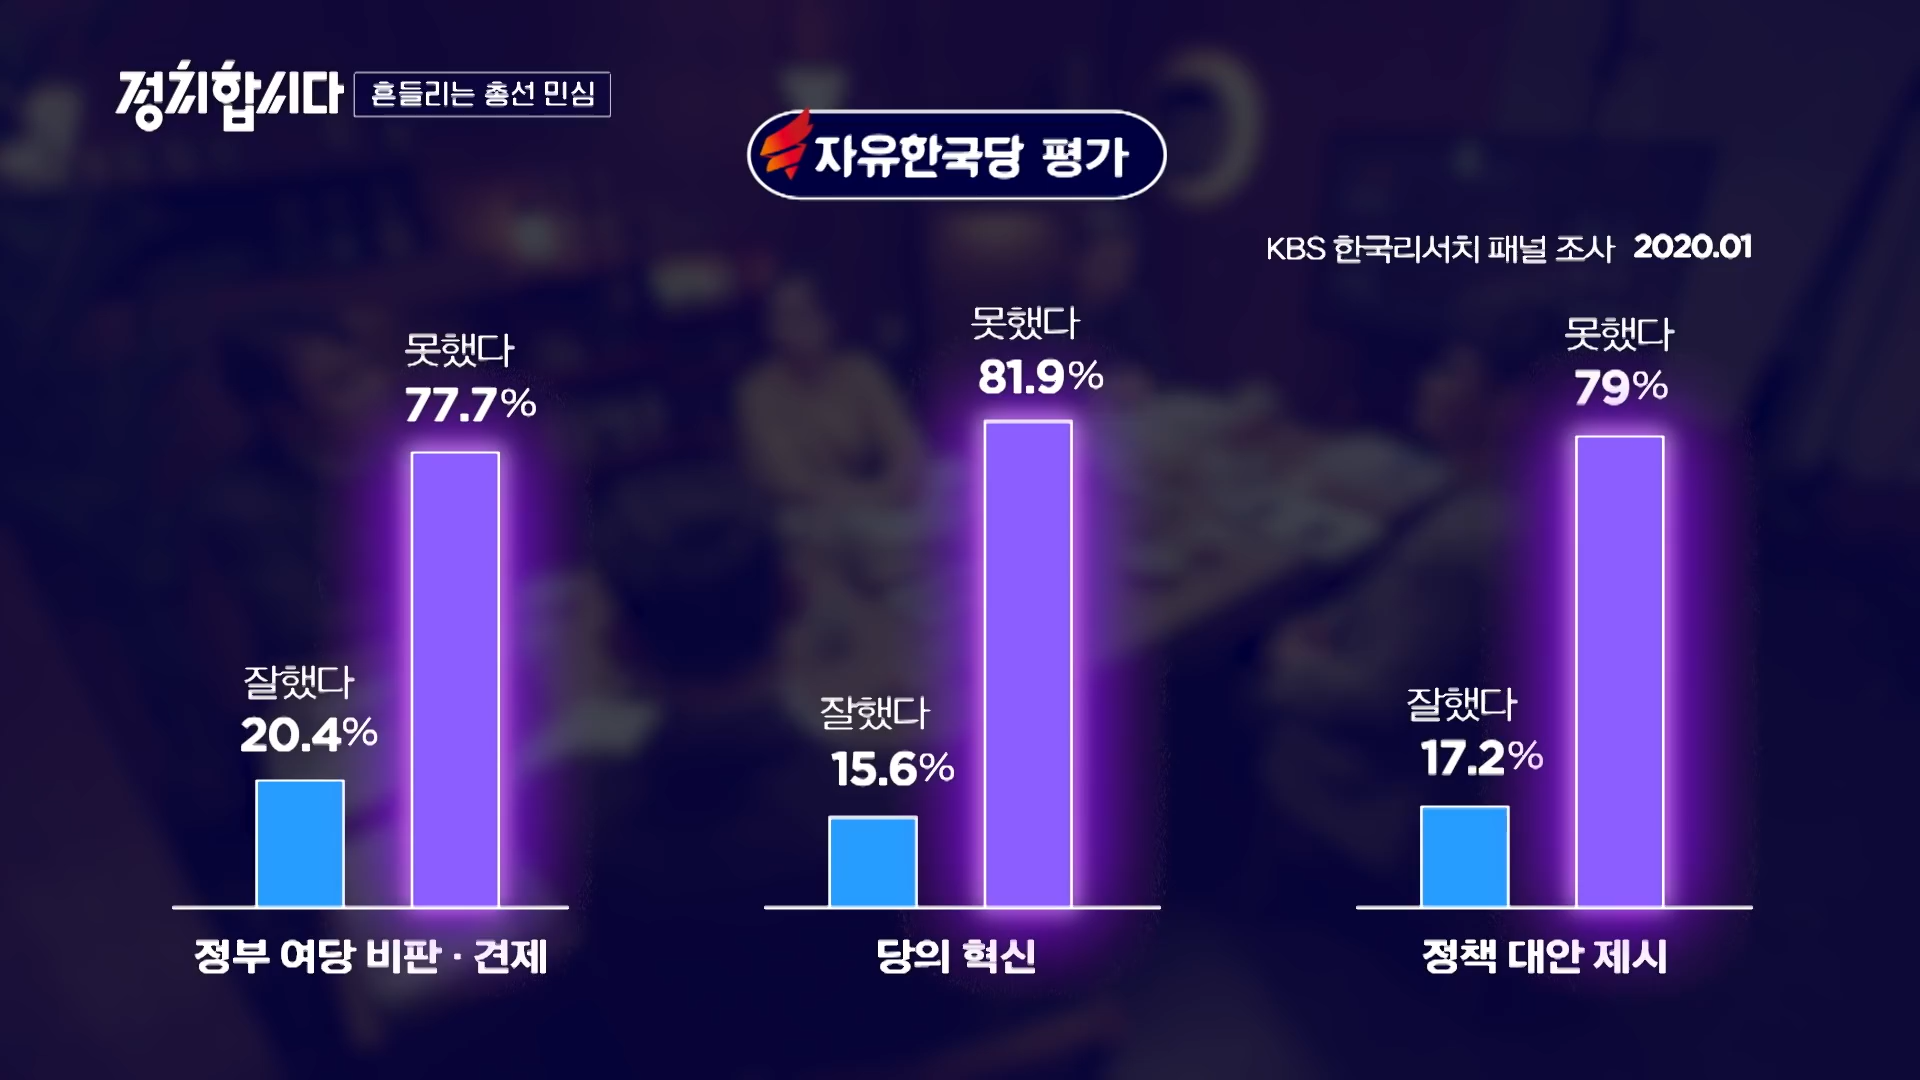 정치합시다 흔들리는 총선 민심
자유한국당 평가
KBS 한국리서치 패널 조사 2020.01
잘했다
20.4%
못했다
77.7%
정부 여당 비판·견제
잘했다
15.6%
못했다
81.9%
당의 혁신
잘했다
17.2%
못했다
79%
정책 대안 제시